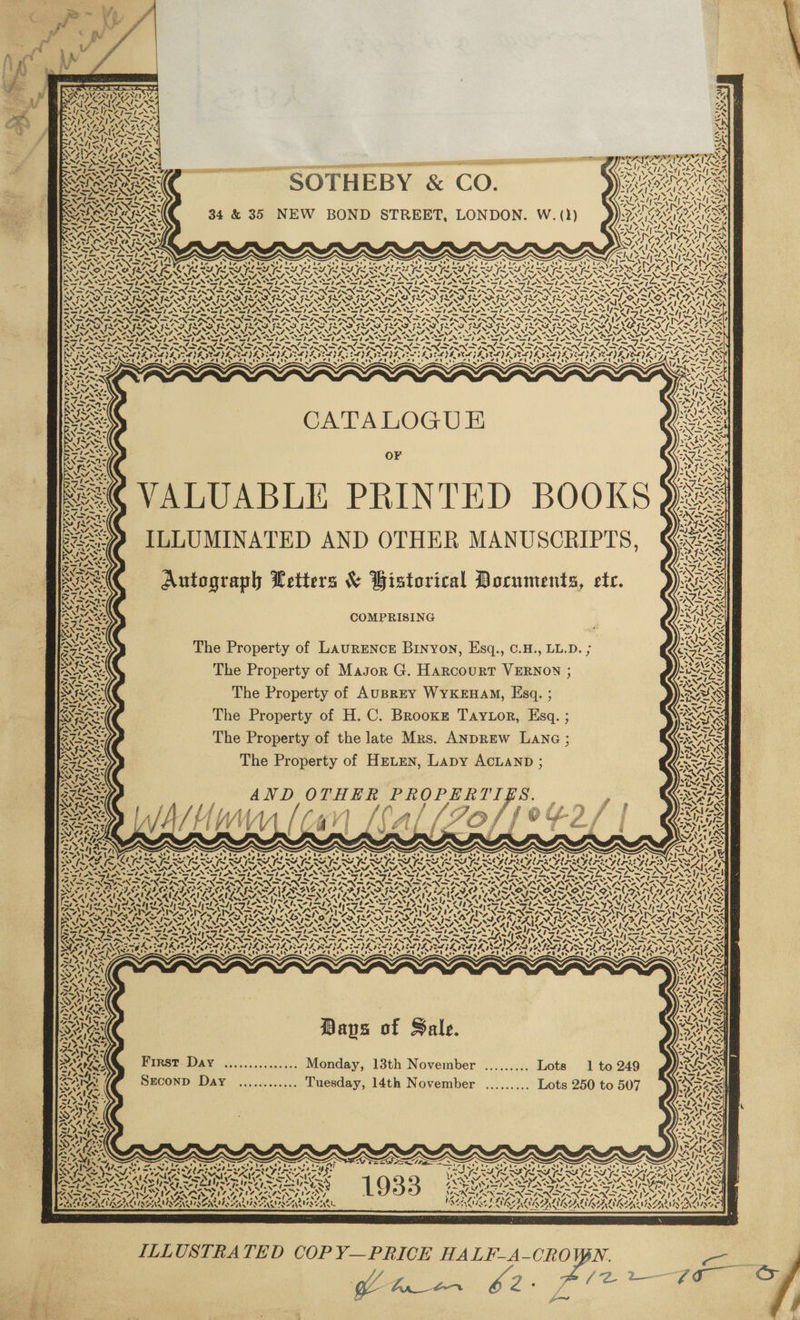 SOTHEBY & CO.
34 & 35 NEW BOND STREET, LONDON. W.(1)
CATALOGUE
OF
VALUABLE PRINTED BOOKS
ILLUMINATED AND OTHER MANUSCRIPTS,
Autograph Letters & Historical Documents, etc.
COMPRISING
The Property of LAURENCE BINYON, Esq., C.H., LL.D. ;
The Property of MAJOR G. HARCOURT VERNON ;
The Property of AUBREY WYKEHAM, Esq. ;
The Property of H. C. BROOKE TAYLOR, Esq. ;
The Property of the late MRS. ANDREW LANG ;
The Property of HELEN, LADY ACLAND ;
AND OTHER PROPERTIES.
Days of Sale.
FIRST DAY ............... Monday, 13th November ......... Lots 1 to 249
SECOND DAY ............ Tuesday, 14th November ......... Lots 250 to 507
1933
ILLUSTRATED COPY—PRICE HALF-A-CROWN.